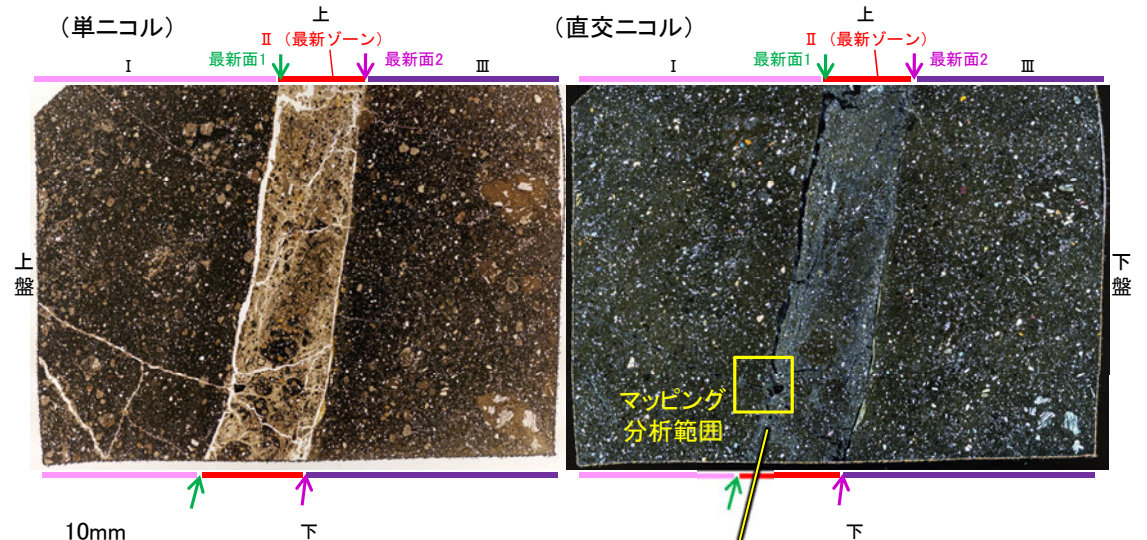 （単ニコル）
上
Ⅱ（最新ゾーン）
最新面1
最新面2
Ⅰ
Ⅲ
上盤
10mm
下
（直交ニコル）
上
Ⅱ（最新ゾーン）
最新面1
最新面2
Ⅰ
Ⅲ
下盤
マッピング
分析範囲
下